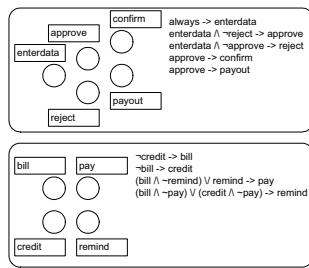 confirm
approve
enterdata
reject
payout
always -> enterdata
enterdata /\ ¬reject -> approve
enterdata /\ ¬approve -> reject
approve -> confirm
approve -> payout
bill
pay
credit
remind
¬credit -> bill
¬bill -> credit
(bill /\ ~remind) \/ remind -> pay
(bill /\ ~pay) \/ (credit /\ ~pay) -> remind